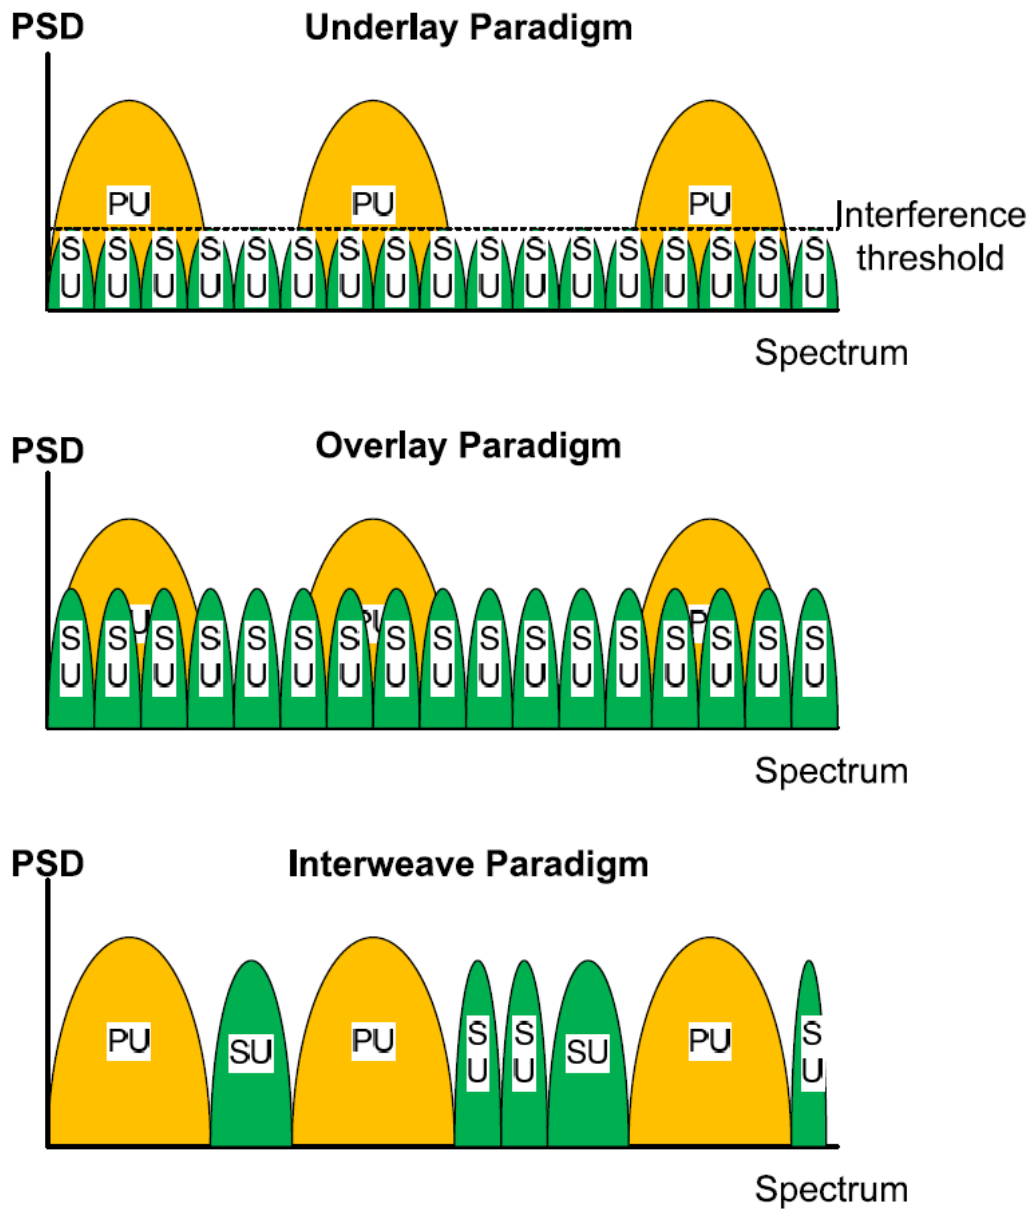 PSD Underlay Paradigm
PU PU PU
Interference
threshold
S S S S S S S S S S S S S S S S S
U U U U U U U U U U U U U U U U U
Spectrum
PSD Overlay Paradigm
U PU P
S S S S S S S S S S S S S S S S S
U U U U U U U U U U U U U U U U U
Spectrum
PSD Interweave Paradigm
PU SU PU S S SU PU S
U U U
Spectrum